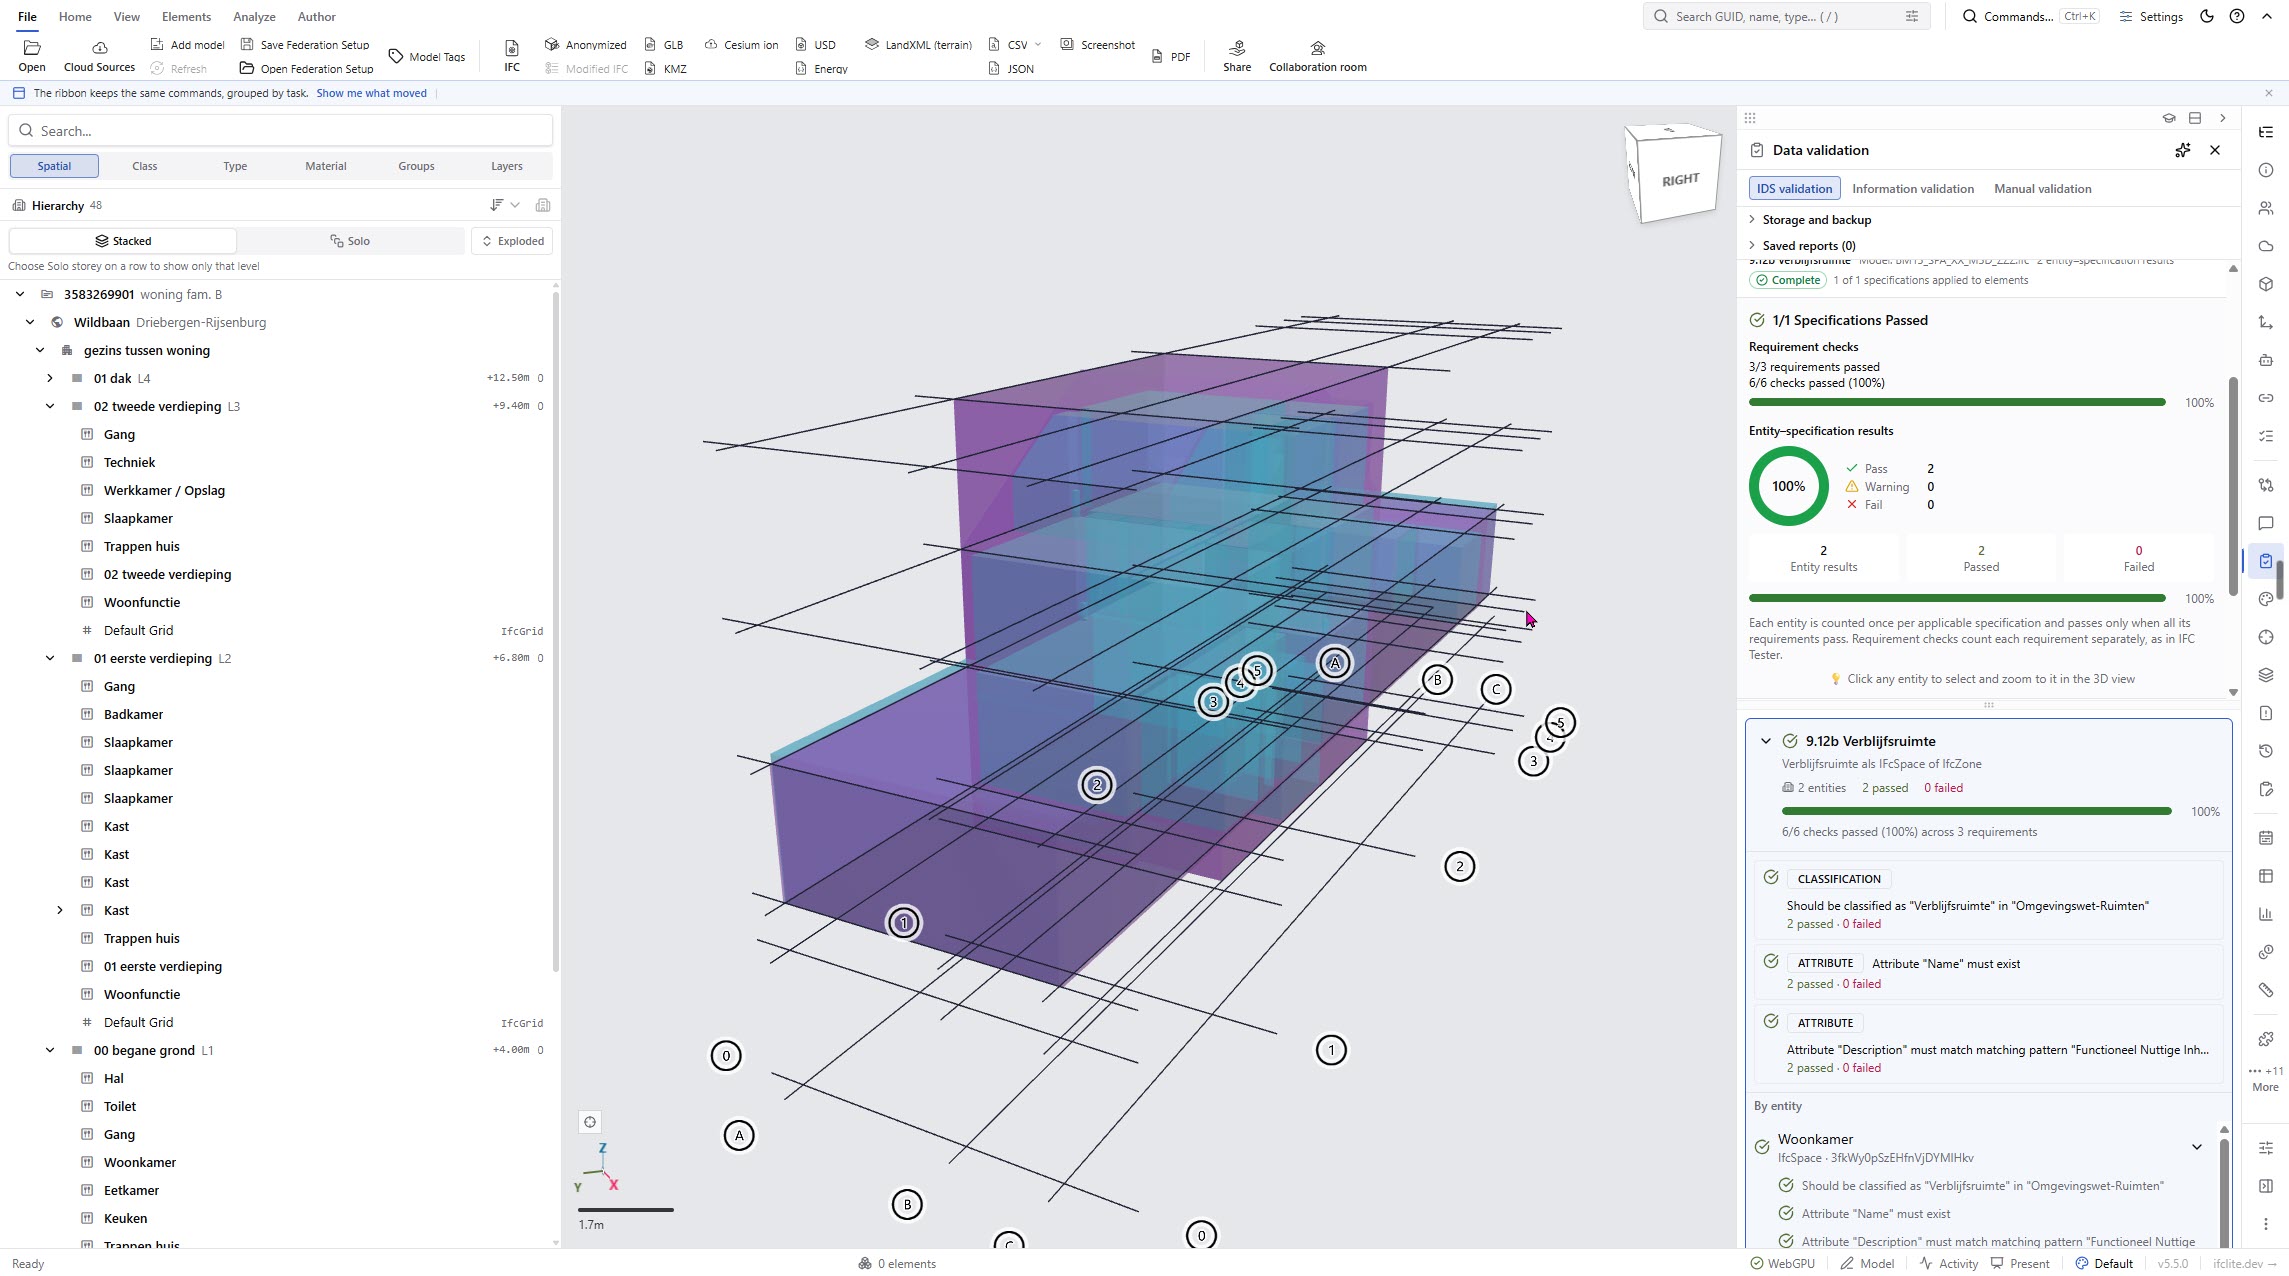 File Home View Elements Analyze Author
Search GUID, name, type... ( / )
Commands... Ctrl+K Settings
Open
Cloud Sources
Add model
Refresh
Save Federation Setup
Open Federation Setup
Model Tags
IFC
Anonymized
Modified IFC
GLB
KMZ
Cesium ion
USD
Energy
LandXML (terrain)
CSV
JSON
Screenshot
PDF
Share
Collaboration room
The ribbon keeps the same commands, grouped by task. Show me what moved
Search...
Spatial Class Type Material Groups Layers
Hierarchy 48
Stacked Solo Exploded
Choose Solo storey on a row to show only that level
3583269901 woning fam. B
Wildbaan Driebergen-Rijsenburg
gezins tussen woning
01 dak L4 +12.50m 0
02 tweede verdieping L3 +9.40m 0
Gang
Techniek
Werkkamer / Opslag
Slaapkamer
Trappen huis
02 tweede verdieping
Woonfunctie
Default Grid IfcGrid
01 eerste verdieping L2 +6.80m 0
Gang
Badkamer
Slaapkamer
Slaapkamer
Slaapkamer
Kast
Kast
Kast
Kast
Trappen huis
01 eerste verdieping
Woonfunctie
Default Grid IfcGrid
00 begane grond L1 +4.00m 0
Hal
Toilet
Gang
Woonkamer
Eetkamer
Keuken
Trappen huis
RIGHT
5
4
3
A
B
C
5
3
2
2
1
1
0
A
B
C
0
Z
Y
X
1.7m
Data validation
IDS validation Information validation Manual validation
Storage and backup
Saved reports (0)
9.12b Verblijfsruimte
Complete 1 of 1 specifications applied to elements
1/1 Specifications Passed
Requirement checks
3/3 requirements passed
6/6 checks passed (100%)
100%
Entity–specification results
100%
Pass 2
Warning 0
Fail 0
2 2 0
Entity results Passed Failed
100%
Each entity is counted once per applicable specification and passes only when all its
requirements pass. Requirement checks count each requirement separately, as in IFC
Tester.
Click any entity to select and zoom to it in the 3D view
9.12b Verblijfsruimte
Verblijfsruimte als IFcSpace of IfcZone
2 entities 2 passed 0 failed
100%
6/6 checks passed (100%) across 3 requirements
CLASSIFICATION
Should be classified as "Verblijfsruimte" in "Omgevingswet-Ruimten"
2 passed · 0 failed
ATTRIBUTE Attribute "Name" must exist
2 passed · 0 failed
ATTRIBUTE
Attribute "Description" must match matching pattern "Functioneel Nuttige Inh...
2 passed · 0 failed
By entity
Woonkamer
IfcSpace · 3fkWy0pSzEHfnVjDYMIHkv
Should be classified as "Verblijfsruimte" in "Omgevingswet-Ruimten"
Attribute "Name" must exist
Attribute "Description" must match matching pattern "Functioneel Nuttige
+11
More
Ready
0 elements
WebGPU Model Activity Present Default v5.5.0 ifclite.dev →